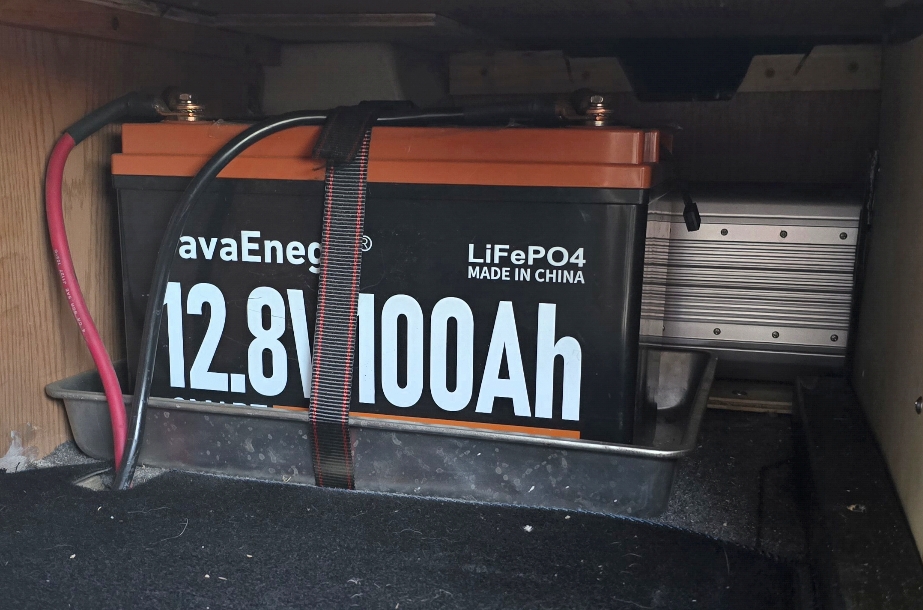 avaEneg®
LiFePO4
MADE IN CHINA
12.8V 100Ah